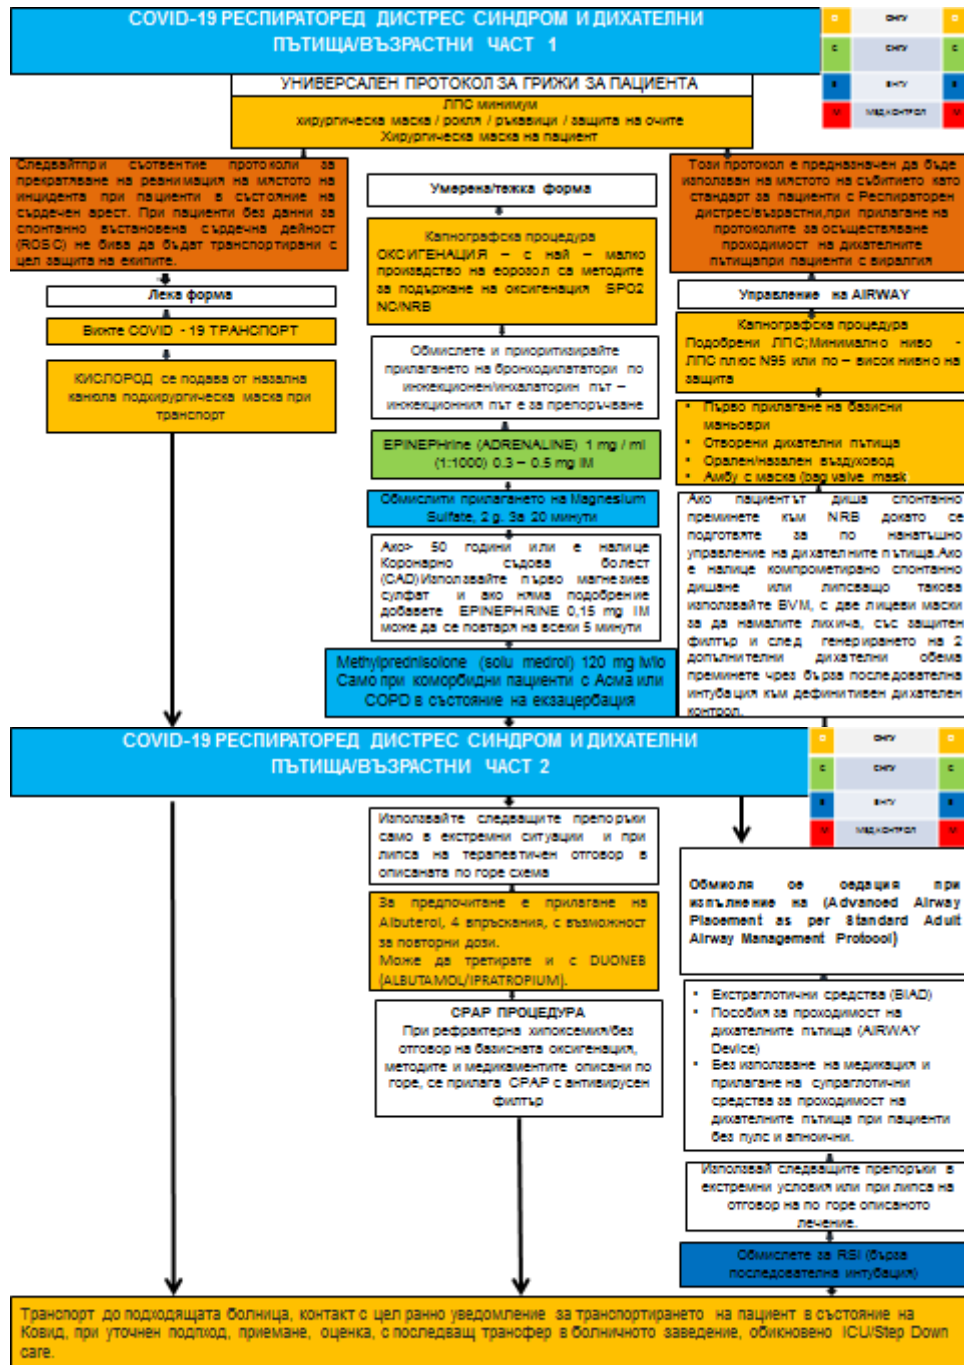 COVID-19 РЕСПИРАТОРЕД ДИСТРЕС СИНДРОМ И ДИХАТЕЛНИ
ПЪТИЩА/ВЪЗРАСТНИ ЧАСТ 1
УНИВЕРСАЛЕН ПРОТОКОЛ ЗА ГРИЖИ ЗА ПАЦИЕНТА
ЛПС минимум
хирургическа маска / рокля / ръкавици / защита на очите
Хирургическа маска на пациент
МЕД.КОНТРОЛ
Следвайтпри съотвентие протоколи за
прекратяване на реанимация на мястото на
инцидента при пациенти в състояние на
сърдечен арест. При пациенти без данни за
спонтанно въстановена сърдечна дейност
(ROSC) не бива да бъдат транспортирани с
цел защита на екипите.
Лека форма
Вижте COVID - 19 ТРАНСПОРТ
КИСЛОРОД се подава от назална
канюла подхирургическа маска при
транспорт
Умерена/тежка форма
Капнографска процедура
ОКСИГЕНАЦИЯ – с най – малко
произвдство на еорозол са методите
за подържане на оксигенация SPO2
NC/NRB
Обмислете и приоритизирайте
прилагането на бронходилататори по
инжекционен/инхалаторин път –
инжекционния път е за препоръчване
EPINEPHrine (ADRENALINE) 1 mg / ml
(1:1000) 0.3 – 0.5 mg IM
Обмислити прилагането на Magnesium
Sulfate, 2 g. За 20 минути
Ако> 50 години или е налице
Коронарно съдова болест
(CAD)Използвайте първо магнезиев
сулфат и ако няма подобрение
добавете EPINEPHRINE 0,15 mg IM
може да се повтаря на всеки 5 минути
Methylprednisolone (solu medrol) 120 mg iv/io
Само при коморбидни пациенти с Асма или
COPD в състояние на екзацербация
Този протокол е предназначен да бъде
използван на мястото на събитието като
стандарт за пациенти с Респираторен
дистрес/възрастни,при прилагане на
протоколите за осъществяване
проходимост на дихателните
пътищапри пациенти с виралгия
Управление на AIRWAY
Капнографска процедура
Подобрени ЛПС;Минимално ниво -
ЛПС плюс N95 или по – висок нивно на
защита
• Първо прилагане на базисни
маньоври
• Отворени дихателни пътища
• Орален/назален въздуховод
• Амбу с маска (bag valve mask
Ако пациентът диша спонтанно
преминете към NRB докато се
подготвяте за по нанатъшно
управление на дихателните пътища.Ако
е налице компрометирано спонтанно
дишане или липсващо такова
използвайте BVM, с две лицеви маски
за да намалите лихича, със защитен
филтър и след генерирането на 2
допълнителни дихателни обема
преминете чрез бърза последователна
интубация към дефинитивен дихателен
контрол.
COVID-19 РЕСПИРАТОРЕД ДИСТРЕС СИНДРОМ И ДИХАТЕЛНИ
ПЪТИЩА/ВЪЗРАСТНИ ЧАСТ 2
МЕД.КОНТРОЛ
Използвайте следващите препоръки
само в екстремни ситуации и при
липса на терапевтичен отговор в
описаната по горе схема
За предпочитане е прилагане на
Albuterol, 4 впръскания, с възможност
за повторни дози.
Може да третирате и с DUONEB
(ALBUTAMOL/IPRATROPIUM).
CPAP ПРОЦЕДУРА
При рефрактерна хипоксемия/без
отговор на базисната оксигенация,
методите и медикаментите описани по
горе, се прилага CPAP с антивирусен
филтър
Обмисля се седация при
изпълнение на (Advanced Airway
Placement as per Standard Adult
Airway Management Protocol)
• Екстраглотични средства (BIAD)
• Пособия за проходимост на
дихателните пътища (AIRWAY
Device)
• Без използване на медикация и
прилагане на супраглотични
средства за проходимост на
дихателните пътища при пациенти
без пулс и апноични.
Използвай следващите препоръки в
екстремни условия или при липса на
отговор на по горе описаното
лечение.
Обмислете за RSI (бърза
последователна интубация)
Транспорт до подходящата болница, контакт с цел ранно уведомление за транспортирането на пациент в състояние на
Ковид, при уточнен подпход, приемане, оценка, с последващ трансфер в болничното заведение, обикновено ICU/Step Down
care.